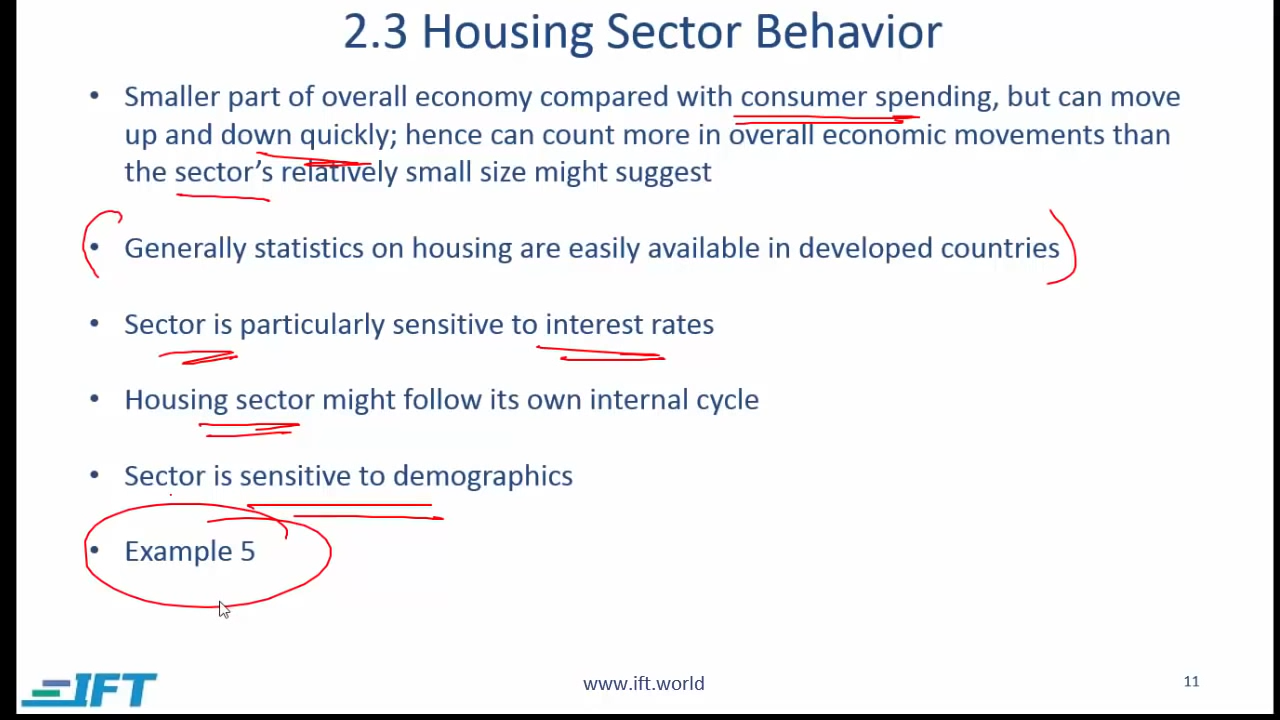 2.3 Housing Sector Behavior
• Smaller part of overall economy compared with consumer spending, but can move
up and down quickly; hence can count more in overall economic movements than
the sector’s relatively small size might suggest
• Generally statistics on housing are easily available in developed countries
• Sector is particularly sensitive to interest rates
• Housing sector might follow its own internal cycle
• Sector is sensitive to demographics
• Example 5
IFT
www.ift.world
11